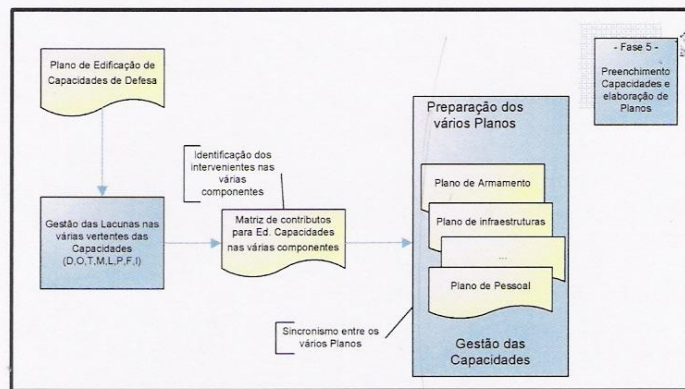 Plano de Edificação de
Capacidades de Defesa
Gestão das Lacunas nas
várias vertentes das
Capacidades
(D,O,T,M,L,P,F,I)
Identificação dos
intervenientes nas
várias
componentes
Matriz de contributos
para Ed. Capacidades
nas várias componentes
Preparação dos
vários Planos
Plano de Armamento
Plano de infraestruturas
...
Plano de Pessoal
Gestão das
Capacidades
Sincronismo entre os
vários Planos
- Fase 5 -
Preenchimento
Capacidades e
elaboração de
Planos